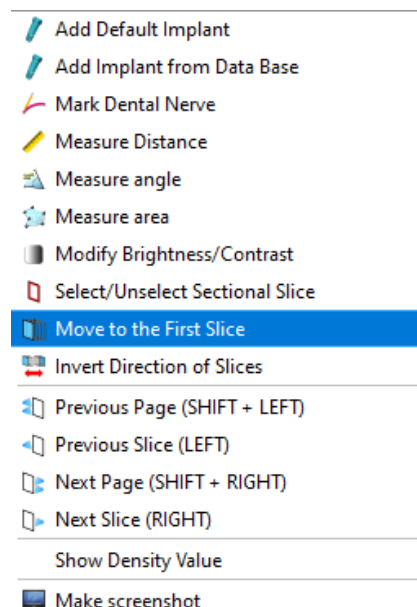 Add Default Implant
Add Implant from Data Base
Mark Dental Nerve
Measure Distance
Measure angle
Measure area
Modify Brightness/Contrast
Select/Unselect Sectional Slice
Move to the First Slice
Invert Direction of Slices
Previous Page (SHIFT + LEFT)
Previous Slice (LEFT)
Next Page (SHIFT + RIGHT)
Next Slice (RIGHT)
Show Density Value
Make screenshot